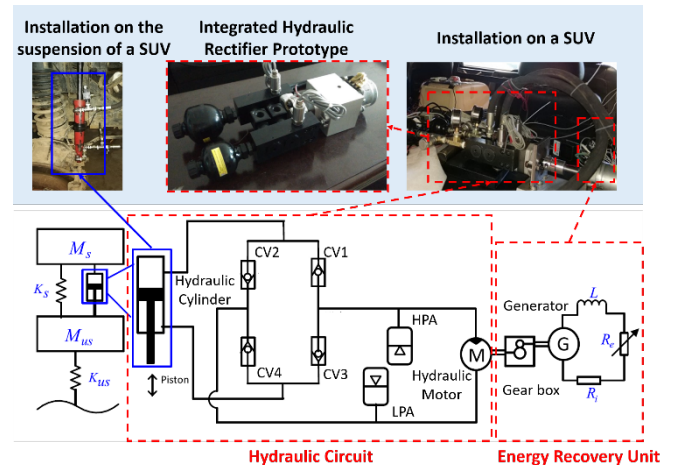 Installation on the
suspension of a SUV
Integrated Hydraulic
Rectifier Prototype
Installation on a SUV
Ms
Ks
Mus
Kus
Hydraulic
Cylinder
Piston
CV2
CV1
CV4
CV3
HPA
LPA
M
Hydraulic
Motor
Generator
G
Gear box
L
Re
Ri
Hydraulic Circuit
Energy Recovery Unit